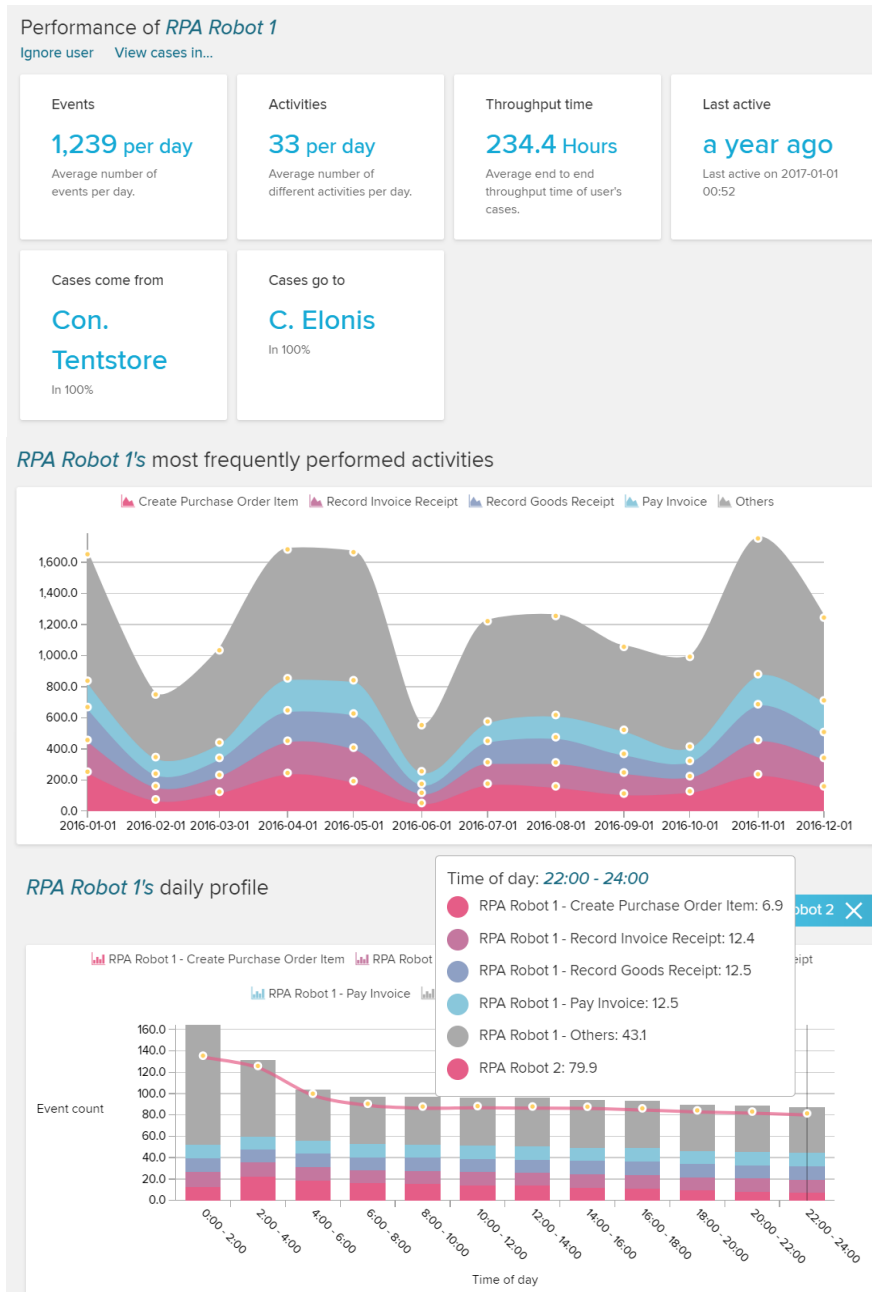 Performance of RPA Robot 1
Ignore user View cases in...
Events
1,239 per day
Average number of
events per day.
Activities
33 per day
Average number of
different activities per day.
Throughput time
234.4 Hours
Average end to end
throughput time of user's
cases.
Last active
a year ago
Last active on 2017-01-01
00:52
Cases come from
Con.
Tentstore
In 100%
Cases go to
C. Elonis
In 100%
RPA Robot 1's most frequently performed activities
Create Purchase Order Item Record Invoice Receipt Record Goods Receipt Pay Invoice Others
1,600.0
1,400.0
1,200.0
1,000.0
800.0
600.0
400.0
200.0
0.0
2016-01-01 2016-02-01 2016-03-01 2016-04-01 2016-05-01 2016-06-01 2016-07-01 2016-08-01 2016-09-01 2016-10-01 2016-11-01 2016-12-01
RPA Robot 1's daily profile
obot 2
Time of day: 22:00 - 24:00
RPA Robot 1 - Create Purchase Order Item: 6.9
RPA Robot 1 - Record Invoice Receipt: 12.4
RPA Robot 1 - Record Goods Receipt: 12.5
RPA Robot 1 - Pay Invoice: 12.5
RPA Robot 1 - Others: 43.1
RPA Robot 2: 79.9
RPA Robot 1 - Create Purchase Order Item RPA Robot ipt
RPA Robot 1 - Pay Invoice
160.0
140.0
120.0
100.0
80.0
60.0
40.0
20.0
0.0
Event count
0:00 - 2:00 2:00 - 4:00 4:00 - 6:00 6:00 - 8:00 8:00 - 10:00 10:00 - 12:00 12:00 - 14:00 14:00 - 16:00 16:00 - 18:00 18:00 - 20:00 20:00 - 22:00 22:00 - 24:00
Time of day